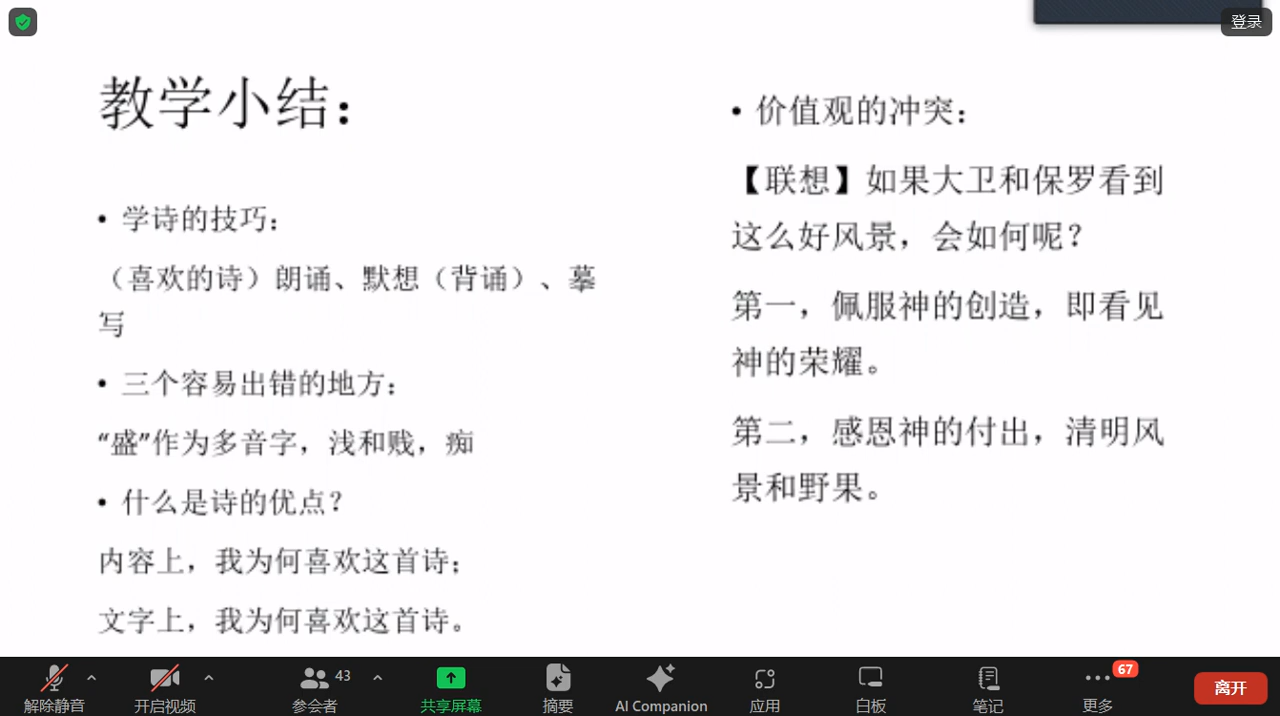 登录
教学小结：
• 学诗的技巧：
（喜欢的诗）朗诵、默想（背诵）、摹
写
• 三个容易出错的地方：
“盛”作为多音字，浅和贱，痴
• 什么是诗的优点？
内容上，我为何喜欢这首诗；
文字上，我为何喜欢这首诗。
• 价值观的冲突：
【联想】如果大卫和保罗看到
这么好风景，会如何呢？
第一，佩服神的创造，即看见
神的荣耀。
第二，感恩神的付出，清明风
景和野果。
解除静音
开启视频
43
参会者
共享屏幕
摘要
AI Companion
应用
白板
笔记
67
更多
离开